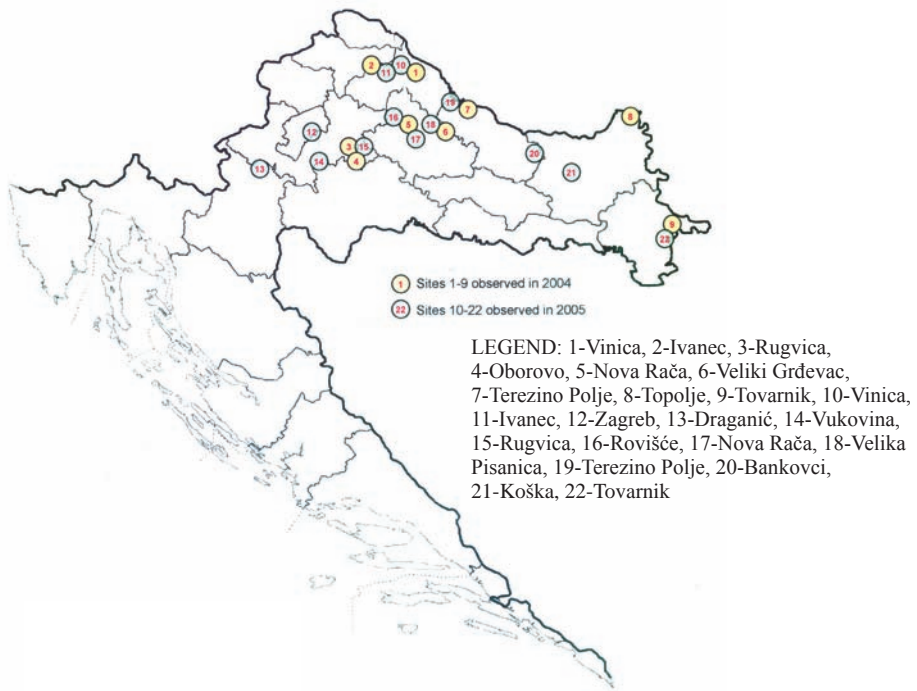 2
11
10
1
19
7
16
5
18
6
17
8
12
3
15
4
14
13
20
21
9
22
1 Sites 1-9 observed in 2004
22 Sites 10-22 observed in 2005
LEGEND: 1-Vinica, 2-Ivanec, 3-Rugvica,
4-Oborovo, 5-Nova Rača, 6-Veliki Grđevac,
7-Terezino Polje, 8-Topolje, 9-Tovarnik, 10-Vinica,
11-Ivanec, 12-Zagreb, 13-Draganić, 14-Vukovina,
15-Rugvica, 16-Rovišće, 17-Nova Rača, 18-Velika
Pisanica, 19-Terezino Polje, 20-Bankovci,
21-Koška, 22-Tovarnik